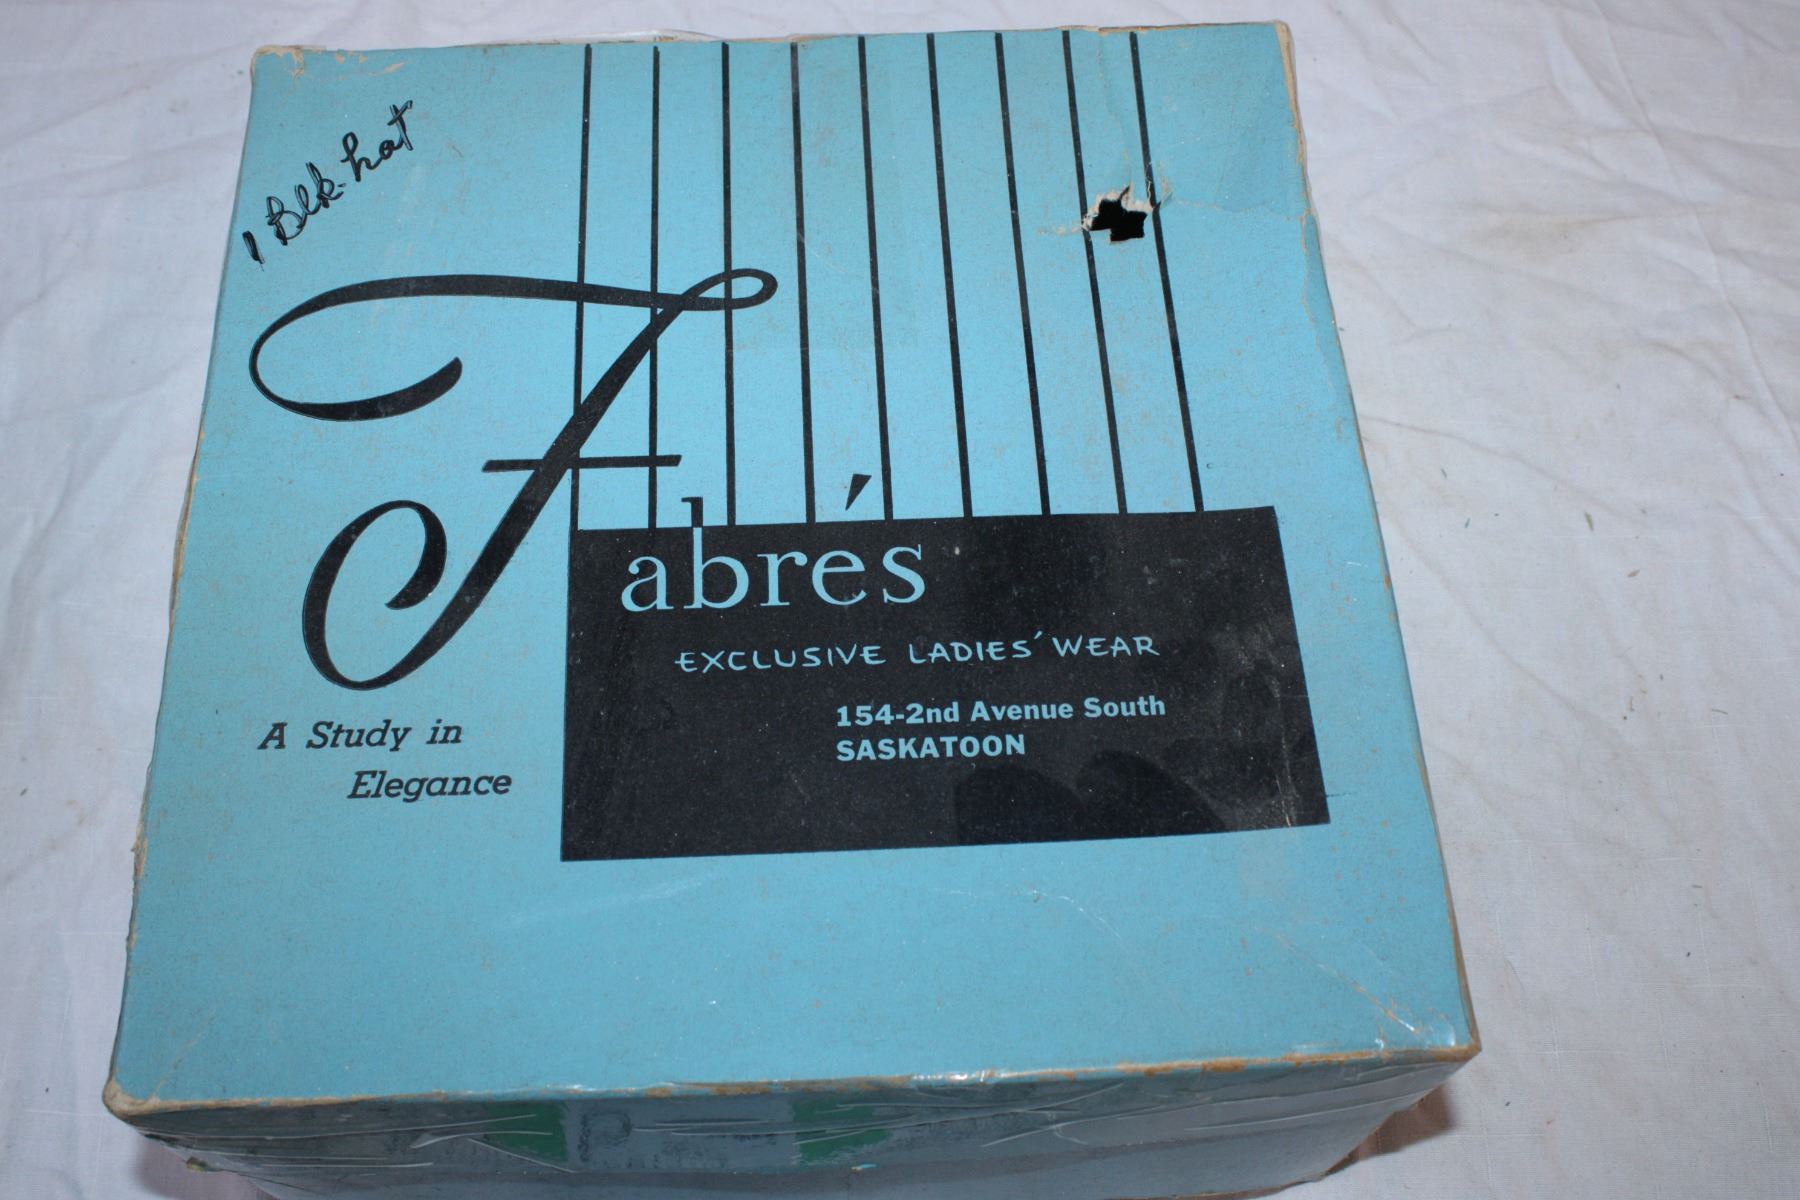 1 Blk. hat
Fabrés
EXCLUSIVE LADIES' WEAR
154-2nd Avenue South
SASKATOON
A Study in
Elegance